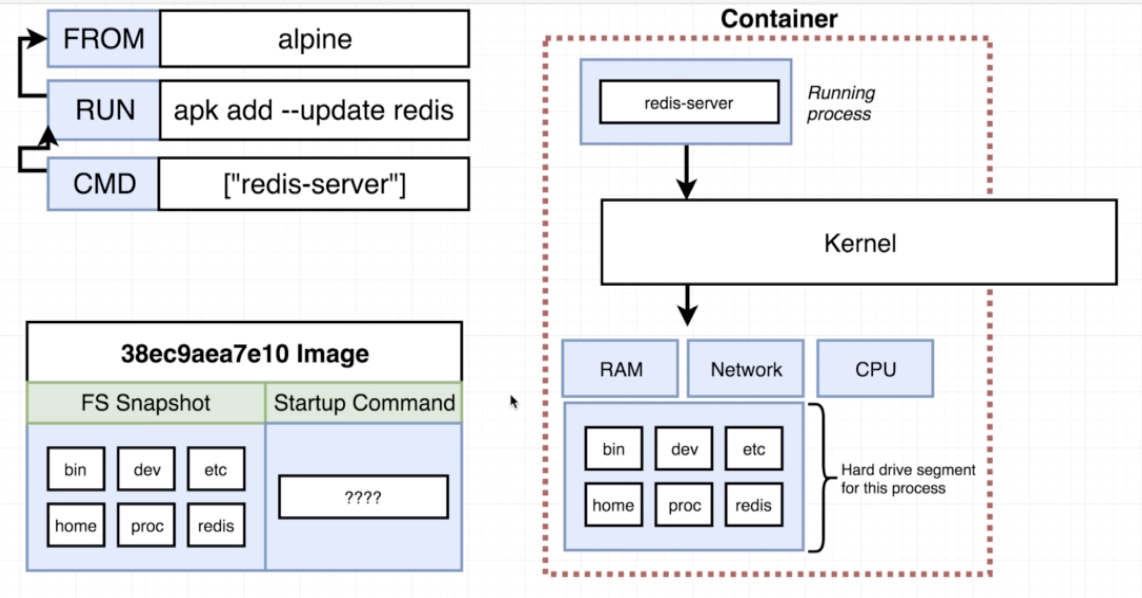 FROM alpine
RUN apk add --update redis
CMD ["redis-server"]
38ec9aea7e10 Image
FS Snapshot Startup Command
bin dev etc
????
home proc redis
Container
redis-server
Running
process
Kernel
RAM Network CPU
bin dev etc
home proc redis
Hard drive segment
for this process